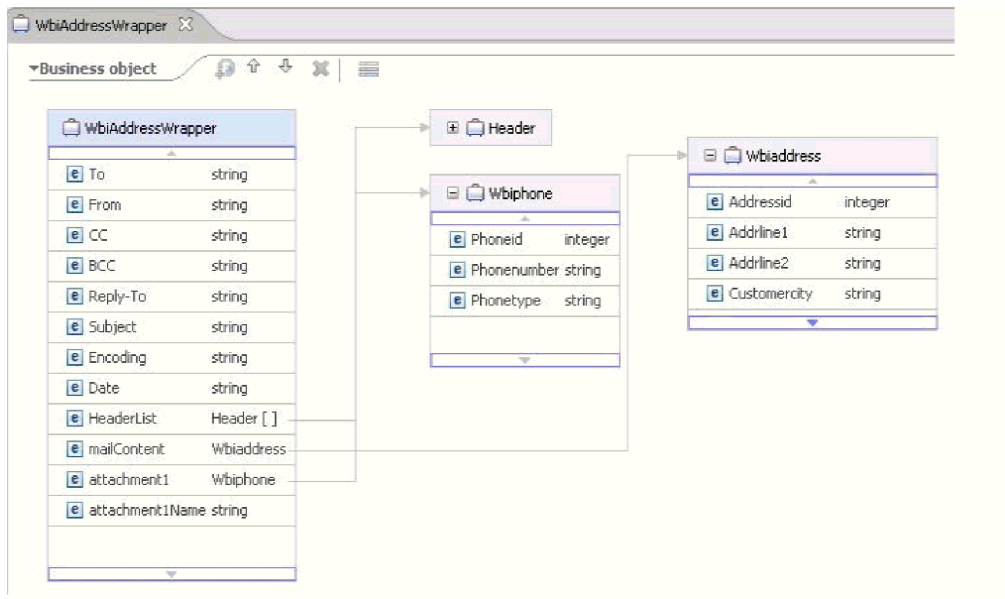 WbiAddressWrapper
Business object
WbiAddressWrapper
To string
From string
CC string
BCC string
Reply-To string
Subject string
Encoding string
Date string
HeaderList Header [ ]
mailContent Wbiaddress
attachment1 Wbiphone
attachment1Name string
Header
Wbiphone
Phoneid integer
Phonenumber string
Phonetype string
Wbiaddress
Addressid integer
Addrline1 string
Addrline2 string
Customercity string